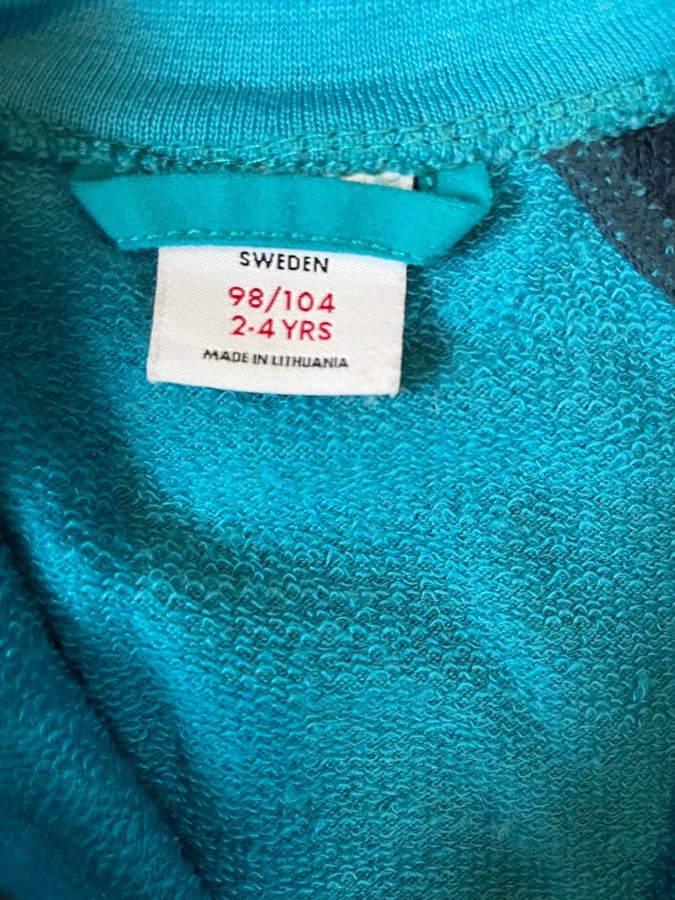 SWEDEN
98/104
2-4 YRS
MADE IN LITHUANIA